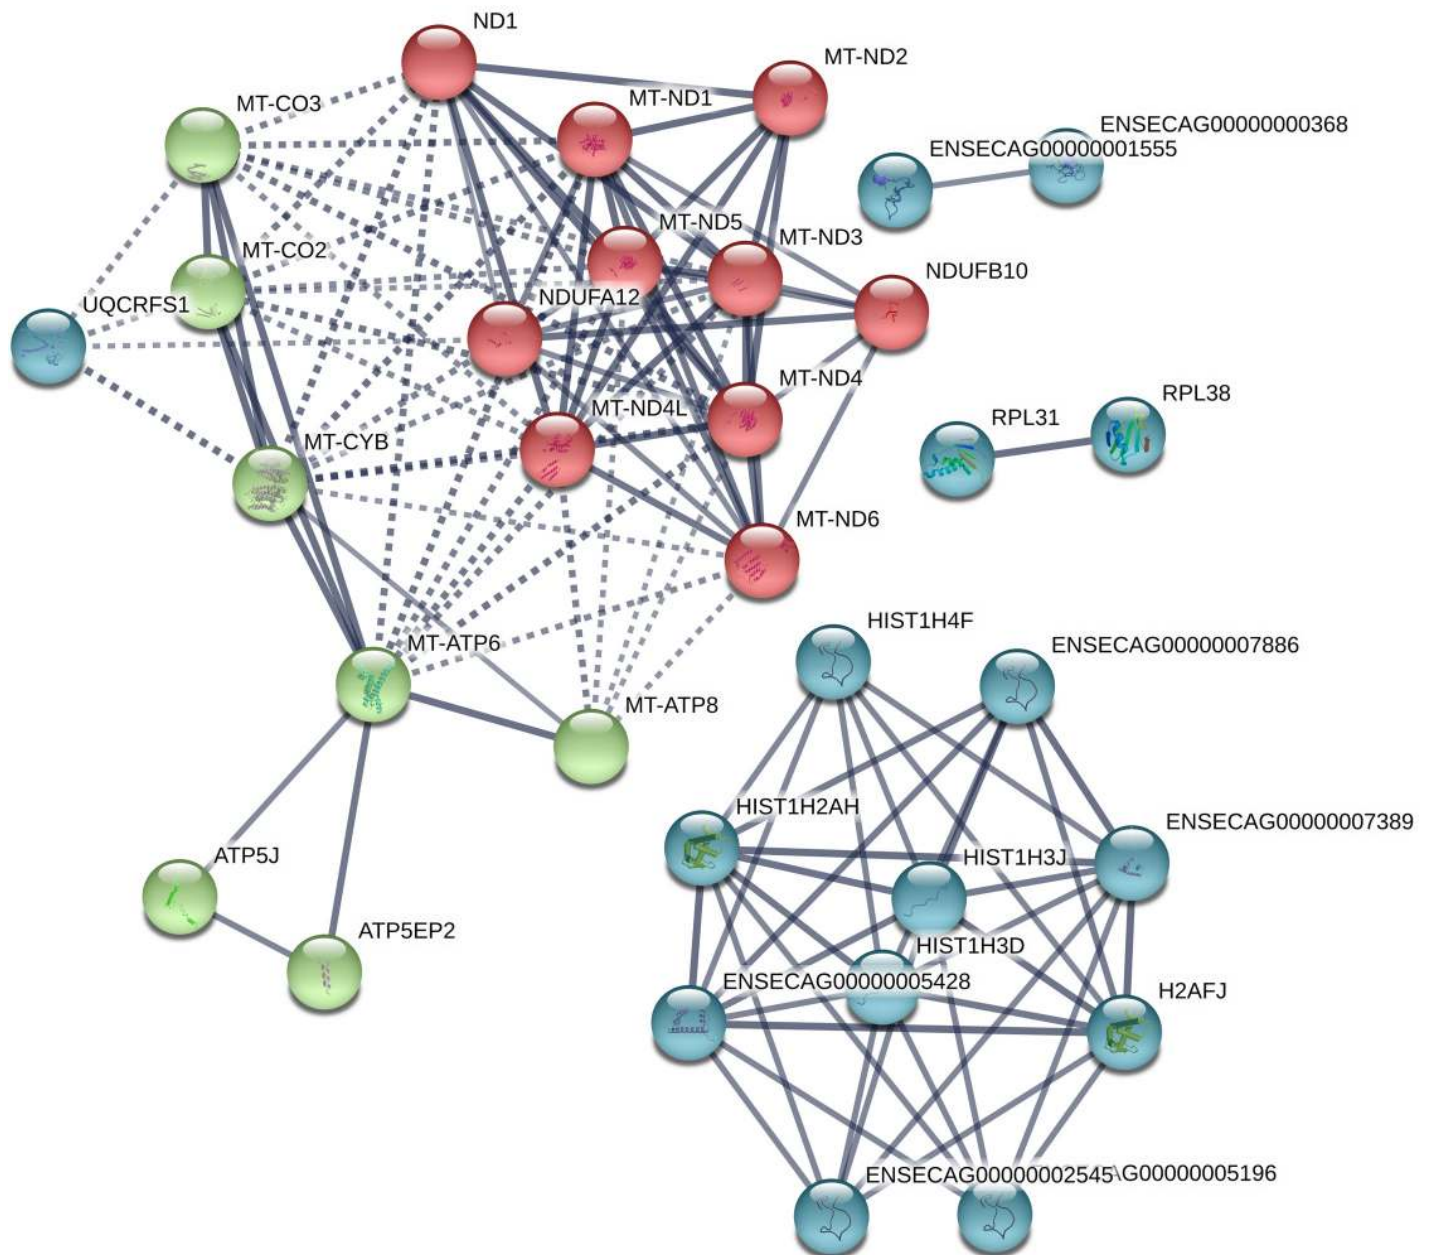 ND1
MT-ND2
MT-CO3
MT-ND1
ENSECAG00000000368
ENSECAG00000001555
MT-ND5
MT-ND3
MT-CO2
NDUFB10
UQCRFS1
NDUFA12
MT-ND4
RPL38
MT-ND4L
RPL31
MT-CYB
MT-ND6
HIST1H4F
MT-ATP6
ENSECAG00000007886
MT-ATP8
HIST1H2AH
ENSECAG00000007389
ATP5J
HIST1H3J
ATP5EP2
HIST1H3D
ENSECAG00000005428
H2AFJ
ENSECAG00000002545
AG00000005196